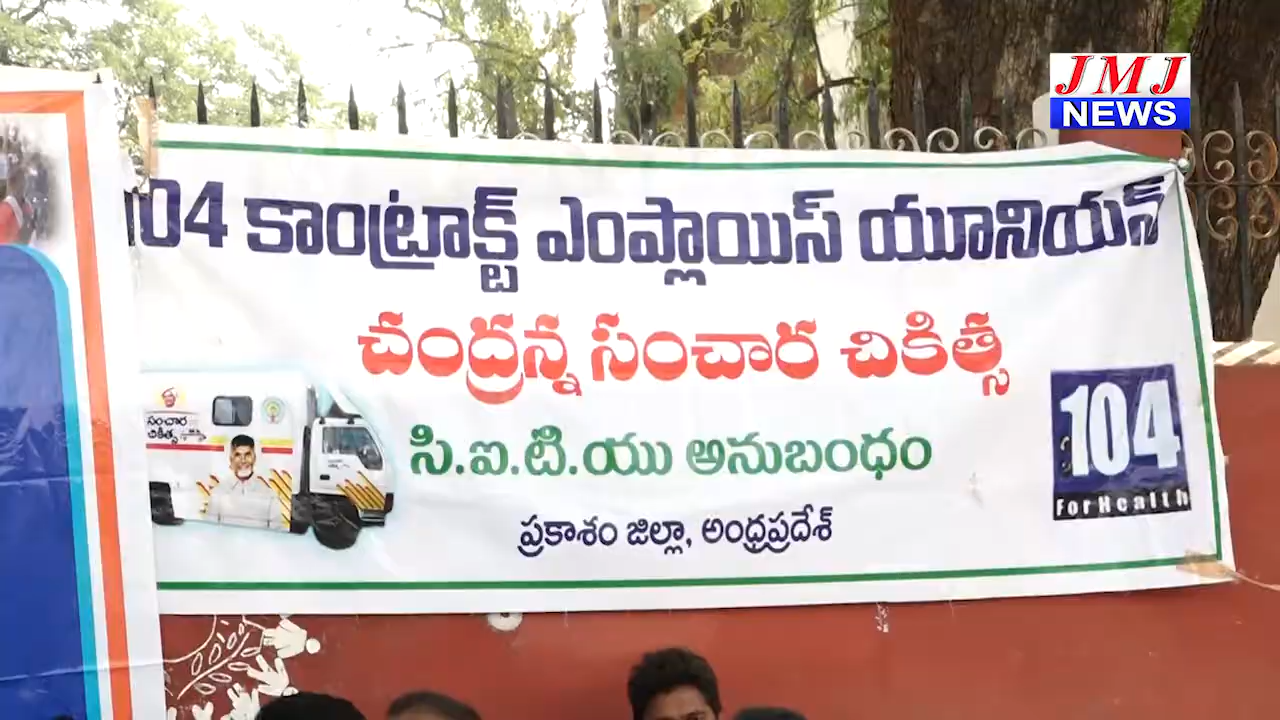 JMJ
NEWS
104 కాంట్రాక్ట్ ఎంప్లాయిస్ యూనియన్
చంద్రన్న సంచార చికిత్స
సంచార
చికిత్స
సి.ఐ.టి.యు అనుబంధం
ప్రకాశం జిల్లా, అంధ్రప్రదేశ్
104
For Health